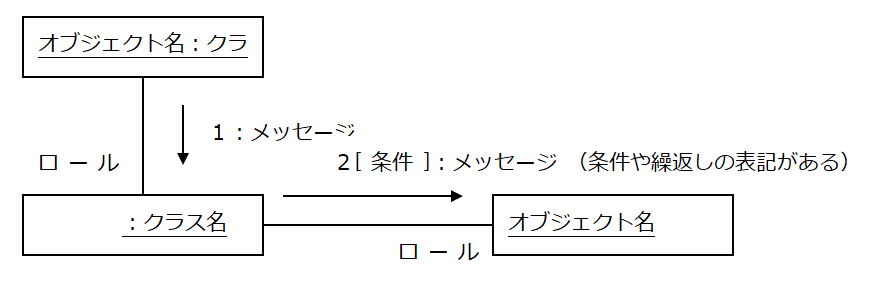 オブジェクト名：クラ
1：メッセージ
ロール
2[ 条件 ]：メッセージ （条件や繰返しの表記がある）
：クラス名
オブジェクト名
ロール